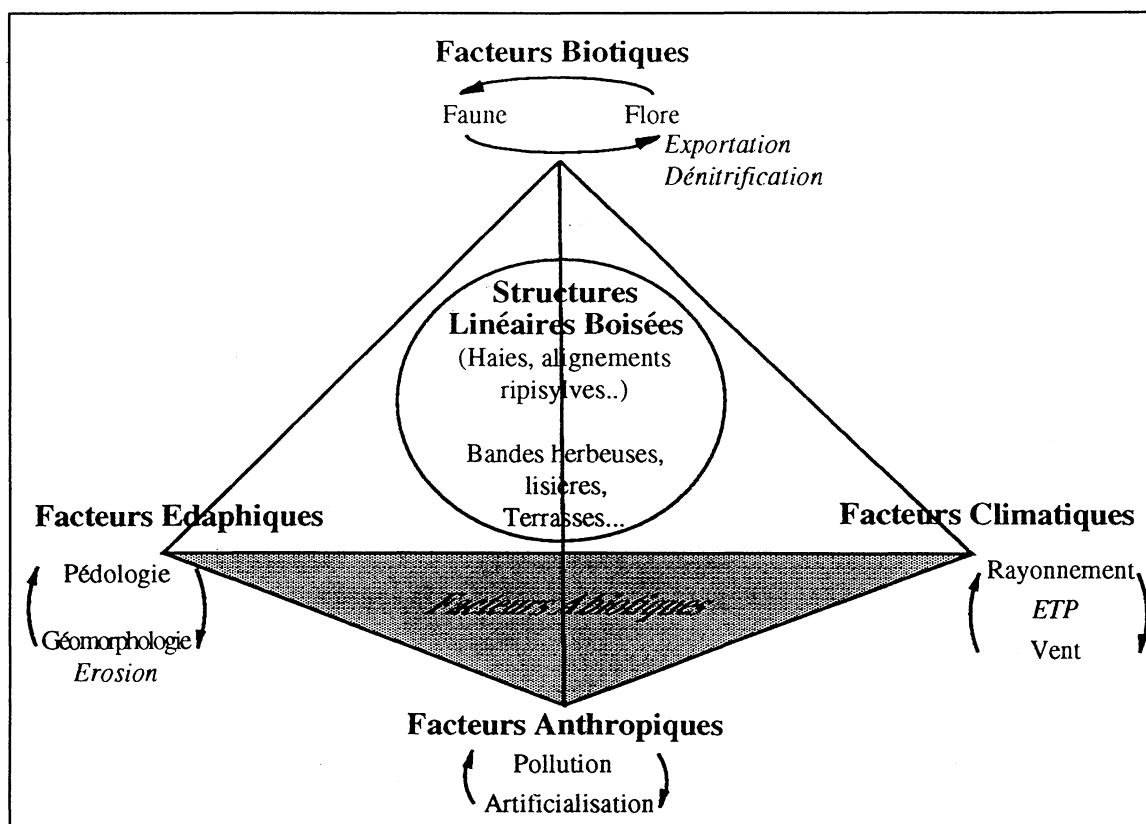 Facteurs Biotiques
Faune Flore
Exportation
Dénitrification
Structures
Linéaires Boisées
(Haies, alignements
ripisylves..)
Bandes herbeuses,
lisières,
Terrasses...
Facteurs Edaphiques
Pédologie
Géomorphologie
Erosion
Facteurs Climatiques
Rayonnement
ETP
Vent
Facteurs Abiotiques
Facteurs Anthropiques
Pollution
Artificialisation